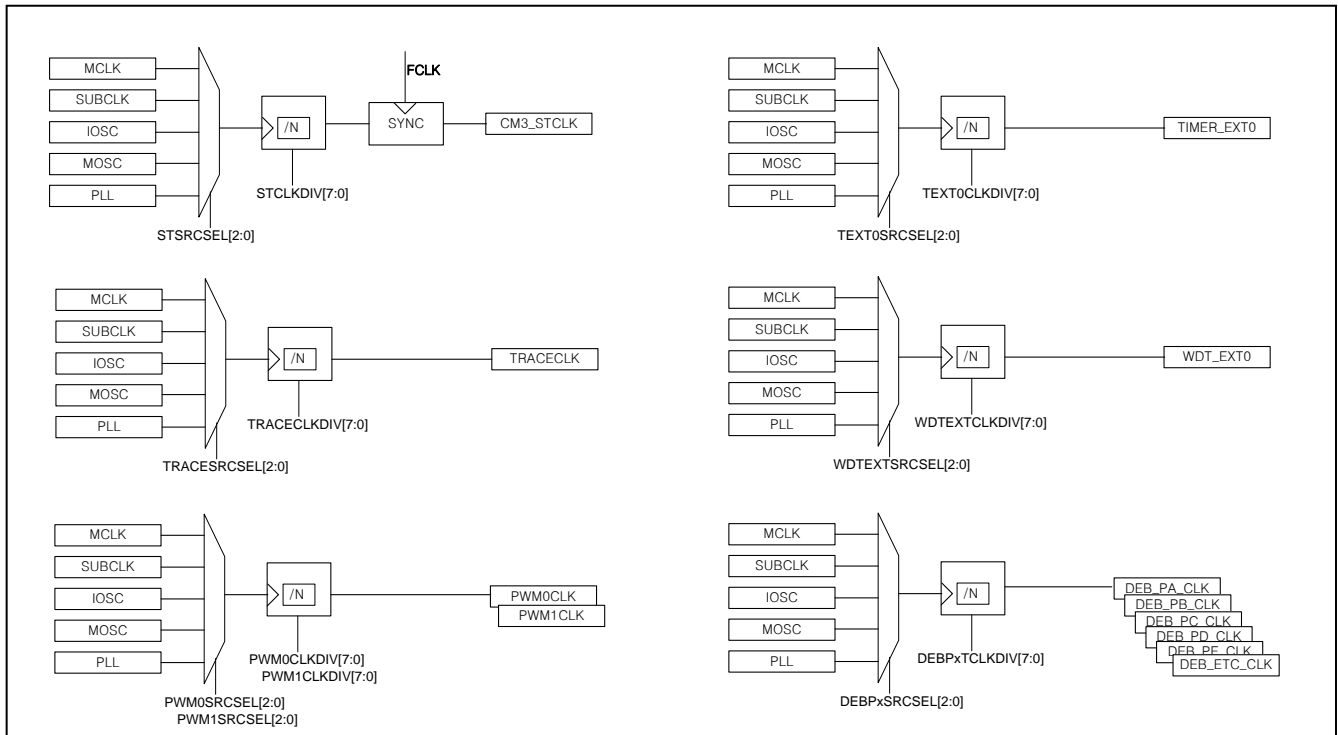 MCLK
SUBCLK
IOSC
MOSC
PLL
STSRCSEL[2:0]
/N
STCLKDIV[7:0]
FCLK
SYNC
CM3_STCLK
MCLK
SUBCLK
IOSC
MOSC
PLL
TEXT0SRCSEL[2:0]
/N
TEXT0CLKDIV[7:0]
TIMER_EXT0
MCLK
SUBCLK
IOSC
MOSC
PLL
TRACESRCSEL[2:0]
/N
TRACECLKDIV[7:0]
TRACECLK
MCLK
SUBCLK
IOSC
MOSC
PLL
WDTEXTSRCSEL[2:0]
/N
WDTEXTCLKDIV[7:0]
WDT_EXT0
MCLK
SUBCLK
IOSC
MOSC
PLL
PWM0SRCSEL[2:0]
PWM1SRCSEL[2:0]
/N
PWM0CLKDIV[7:0]
PWM1CLKDIV[7:0]
PWM0CLK
PWM1CLK
MCLK
SUBCLK
IOSC
MOSC
PLL
DEBPxSRCSEL[2:0]
/N
DEBPxTCLKDIV[7:0]
DEB_PA_CLK
DEB_PB_CLK
DEB_PC_CLK
DEB_PD_CLK
DEB_PE_CLK
DEB_ETC_CLK